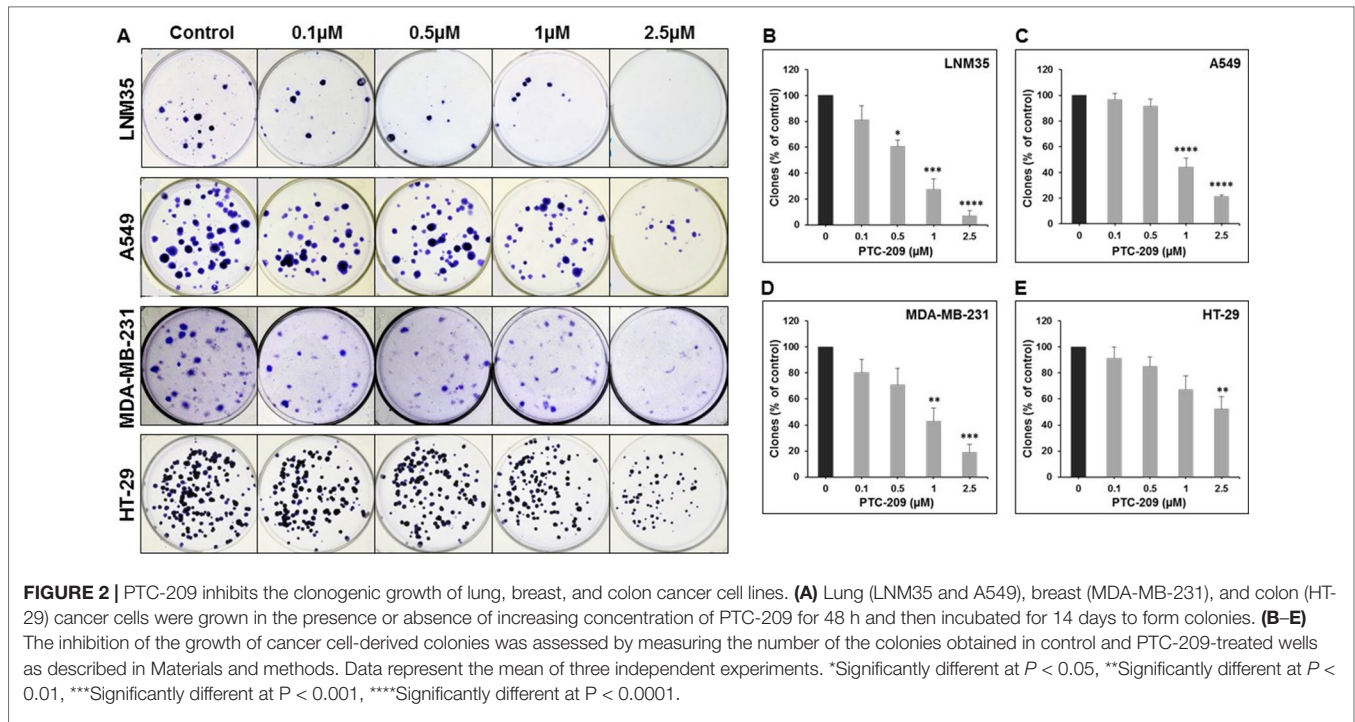 A
Control 0.1µM 0.5µM 1µM 2.5µM
LNM35
A549
MDA-MB-231
HT-29
B
LNM35
Clones (% of control)
120
100
80
60
40
20
0
*
***
****
0 0.1 0.5 1 2.5
PTC-209 (µM)
C
A549
Clones (% of control)
120
100
80
60
40
20
0
****
****
0 0.1 0.5 1 2.5
PTC-209 (µM)
D
MDA-MB-231
Clones (% of control)
120
100
80
60
40
20
0
**
***
0 0.1 0.5 1 2.5
PTC-209 (µM)
E
HT-29
Clones (% of control)
120
100
80
60
40
20
0
**
0 0.1 0.5 1 2.5
PTC-209 (µM)
FIGURE 2 | PTC-209 inhibits the clonogenic growth of lung, breast, and colon cancer cell lines. (A) Lung (LNM35 and A549), breast (MDA-MB-231), and colon (HT-
29) cancer cells were grown in the presence or absence of increasing concentration of PTC-209 for 48 h and then incubated for 14 days to form colonies. (B–E)
The inhibition of the growth of cancer cell-derived colonies was assessed by measuring the number of the colonies obtained in control and PTC-209-treated wells
as described in Materials and methods. Data represent the mean of three independent experiments. *Significantly different at P < 0.05, **Significantly different at P <
0.01, ***Significantly different at P < 0.001, ****Significantly different at P < 0.0001.